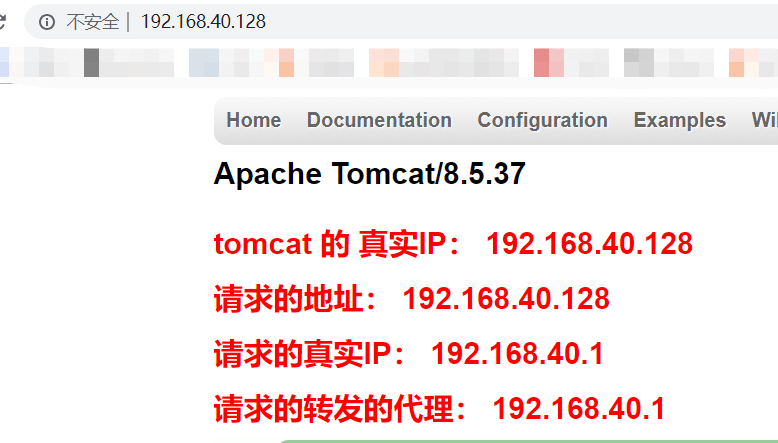 不安全 | 192.168.40.128
Home Documentation Configuration Examples
Apache Tomcat/8.5.37
tomcat 的 真实IP： 192.168.40.128
请求的地址： 192.168.40.128
请求的真实IP： 192.168.40.1
请求的转发的代理： 192.168.40.1